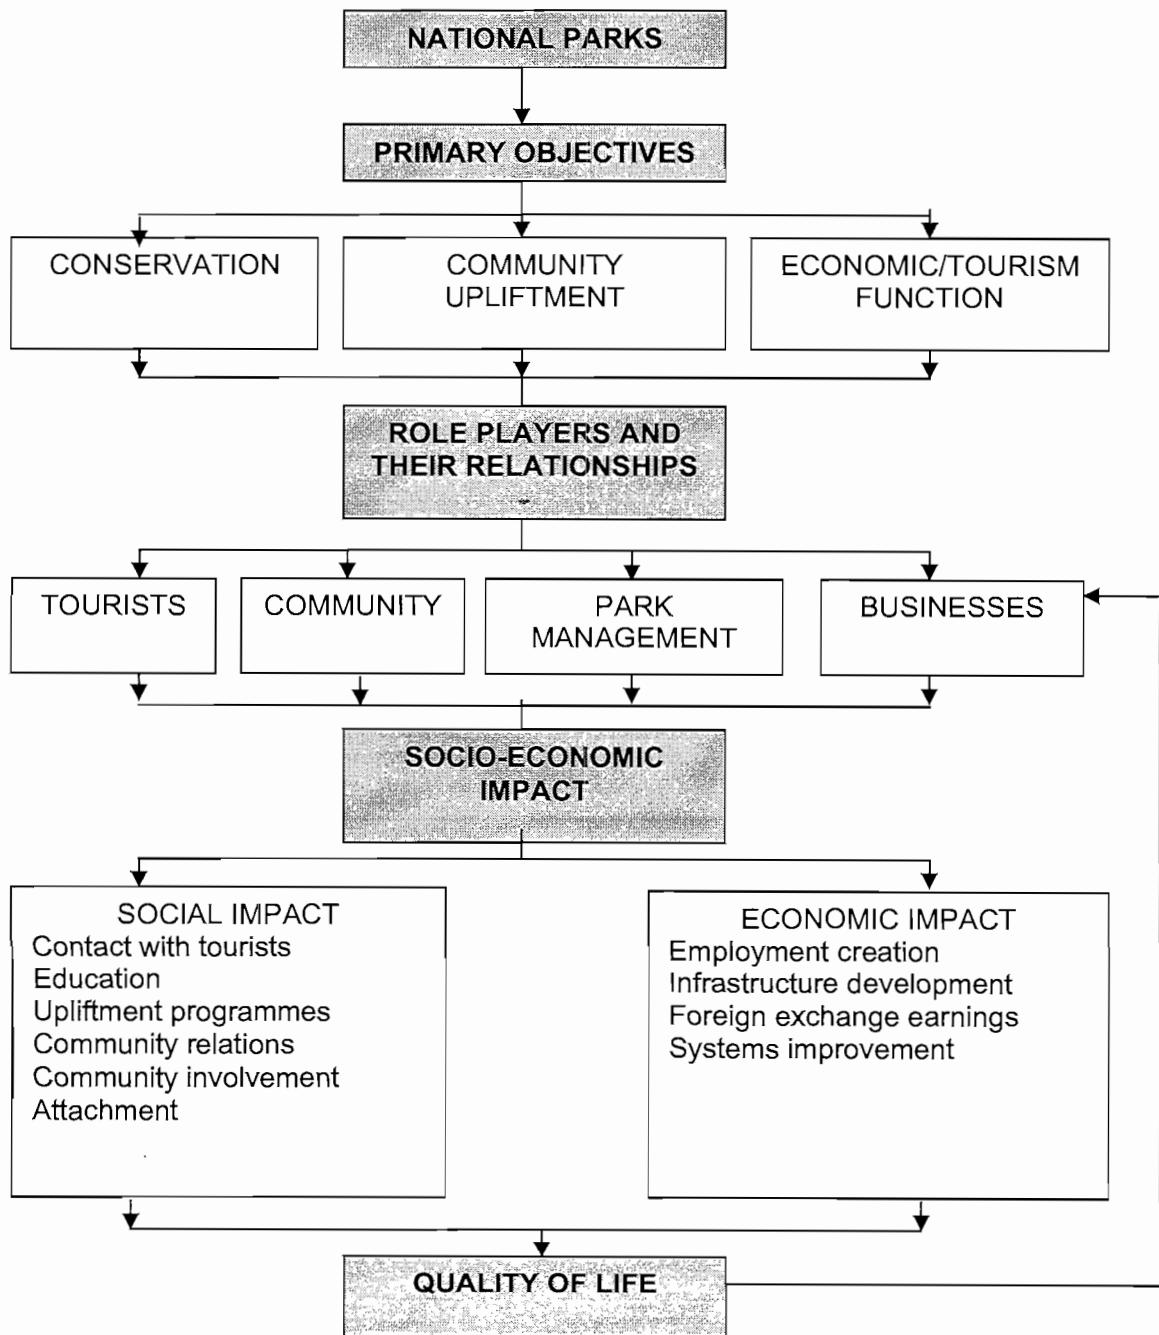 NATIONAL PARKS
PRIMARY OBJECTIVES
CONSERVATION
COMMUNITY
UPLIFTMENT
ECONOMIC/TOURISM
FUNCTION
ROLE PLAYERS AND
THEIR RELATIONSHIPS
TOURISTS
COMMUNITY
PARK
MANAGEMENT
BUSINESSES
SOCIO-ECONOMIC
IMPACT
SOCIAL IMPACT
Contact with tourists
Education
Upliftment programmes
Community relations
Community involvement
Attachment
ECONOMIC IMPACT
Employment creation
Infrastructure development
Foreign exchange earnings
Systems improvement
QUALITY OF LIFE